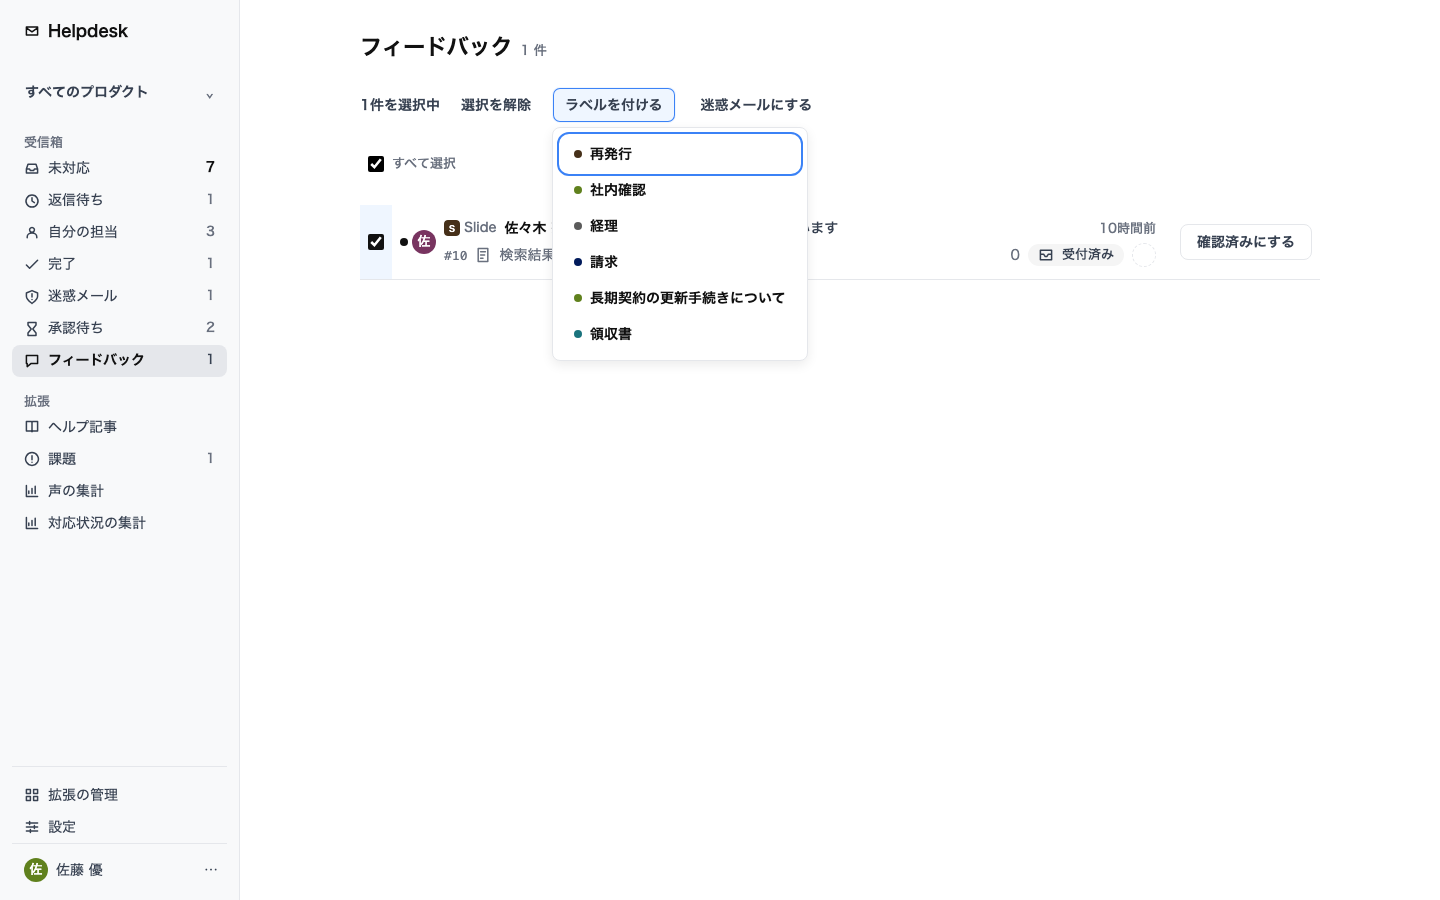 Helpdesk
すべてのプロダクト
受信箱
未対応 7
返信待ち 1
自分の担当 3
完了 1
迷惑メール 1
承認待ち 2
フィードバック 1
拡張
ヘルプ記事
課題 1
声の集計
対応状況の集計
拡張の管理
設定
佐 佐藤 優
フィードバック 1 件
1件を選択中 選択を解除 ラベルを付ける 迷惑メールにする
すべて選択
再発行
社内確認
経理
請求
長期契約の更新手続きについて
領収書
佐 S Slide 佐々木 います 10時間前
#10 検索結果 0 受付済み
確認済みにする